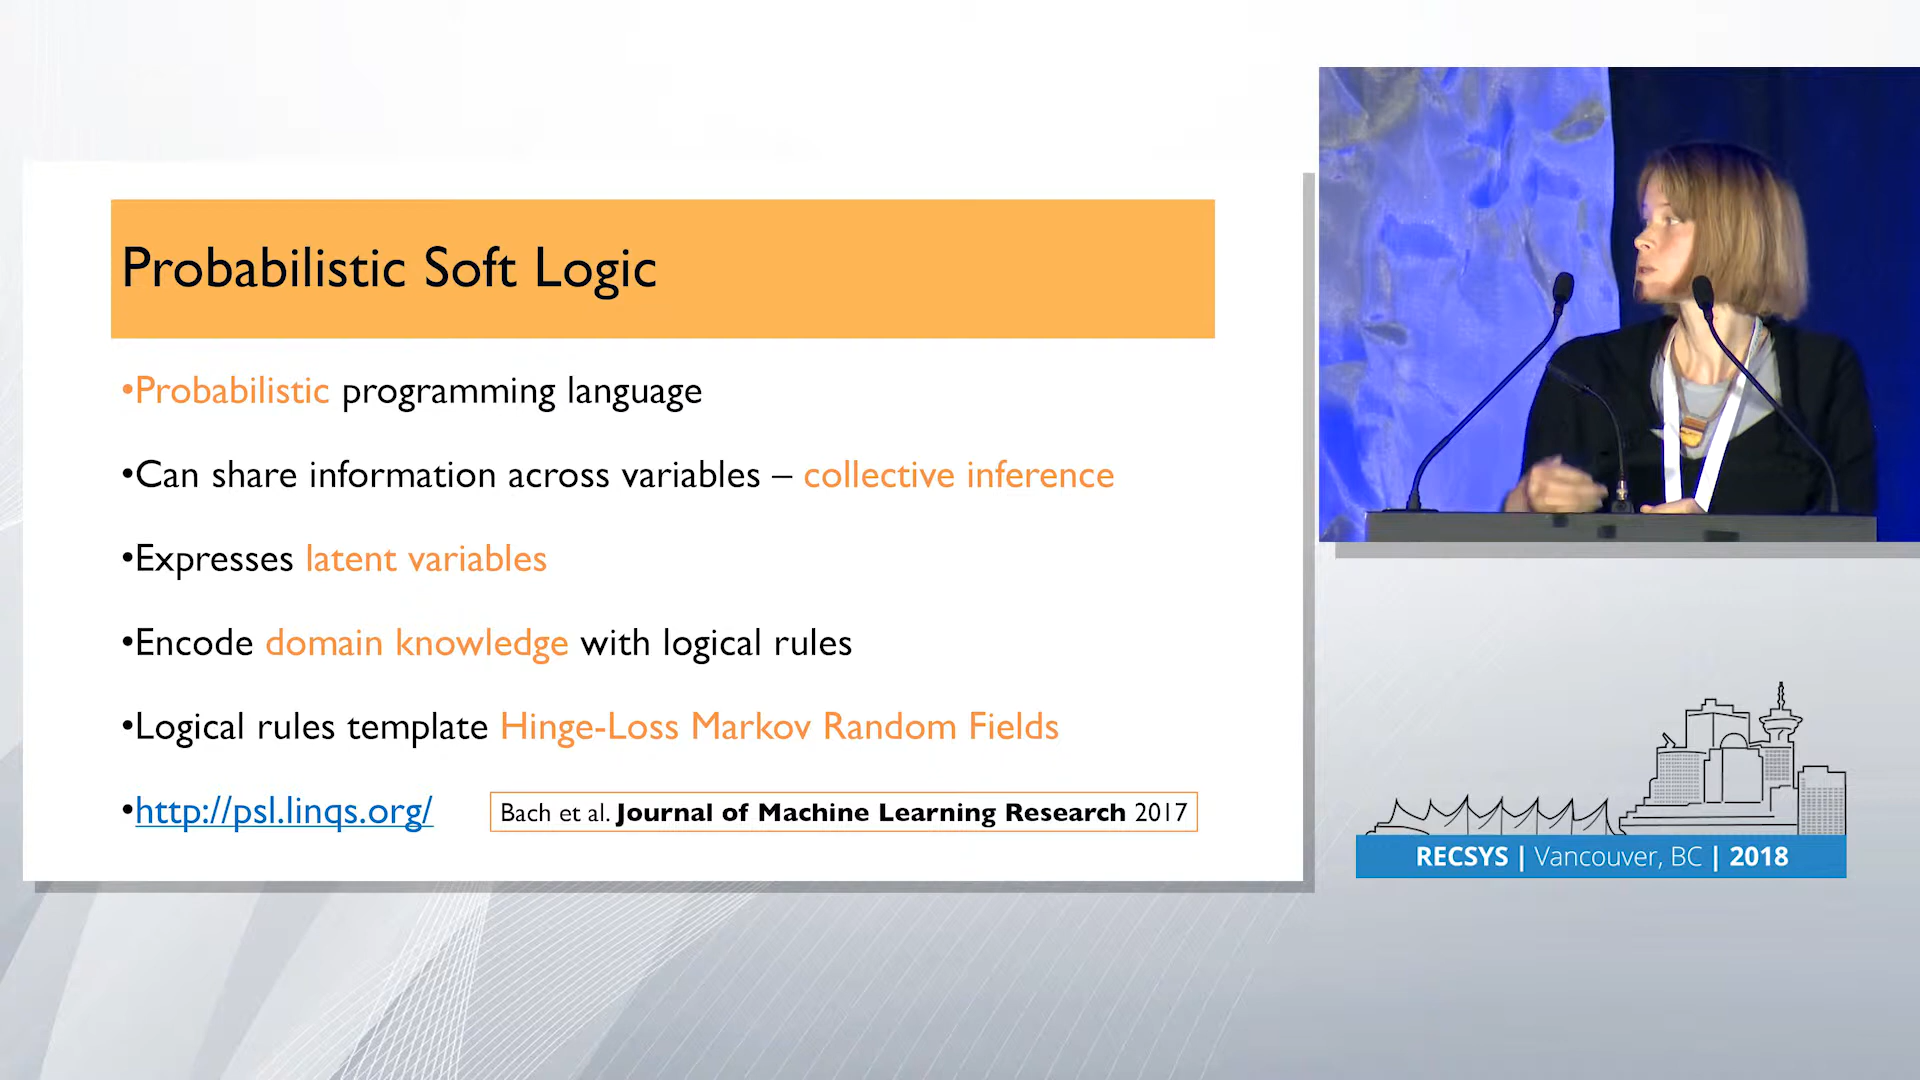 Probabilistic Soft Logic
•Probabilistic programming language
•Can share information across variables – collective inference
•Expresses latent variables
•Encode domain knowledge with logical rules
•Logical rules template Hinge-Loss Markov Random Fields
•http://psl.linqs.org/
Bach et al. Journal of Machine Learning Research 2017
RECSYS | Vancouver, BC | 2018